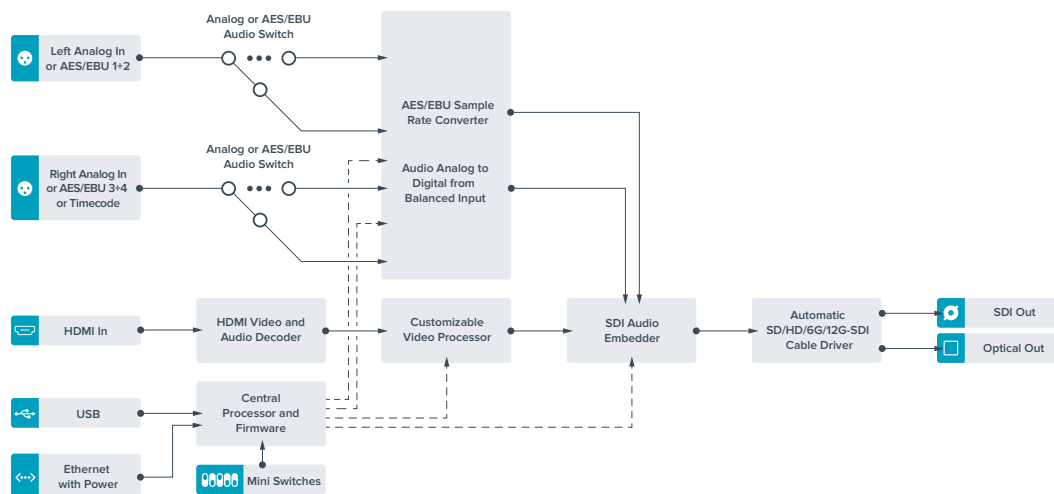 Analog or AES/EBU
Audio Switch
Left Analog In
or AES/EBU 1+2
AES/EBU Sample
Rate Converter
Analog or AES/EBU
Audio Switch
Right Analog In
or AES/EBU 3+4
or Timecode
Audio Analog to
Digital from
Balanced Input
HDMI In
HDMI Video and
Audio Decoder
Customizable
Video Processor
SDI Audio
Embedder
Automatic
SD/HD/6G/12G-SDI
Cable Driver
SDI Out
Optical Out
USB
Central
Processor and
Firmware
Ethernet
with Power
Mini Switches